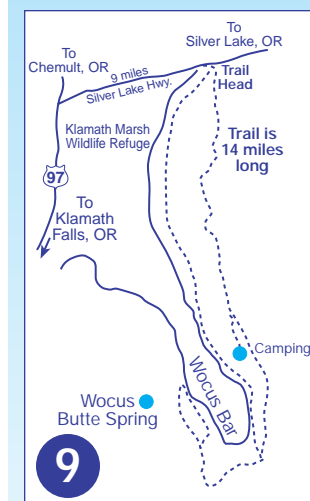 To
Silver Lake, OR
To
Chemult, OR
9 miles
Silver Lake Hwy.
Trail
Head
Klamath Marsh
Wildlife Refuge
Trail is
14 miles
long
97
To
Klamath
Falls, OR
Camping
Wocus Bar
Wocus
Butte Spring
9